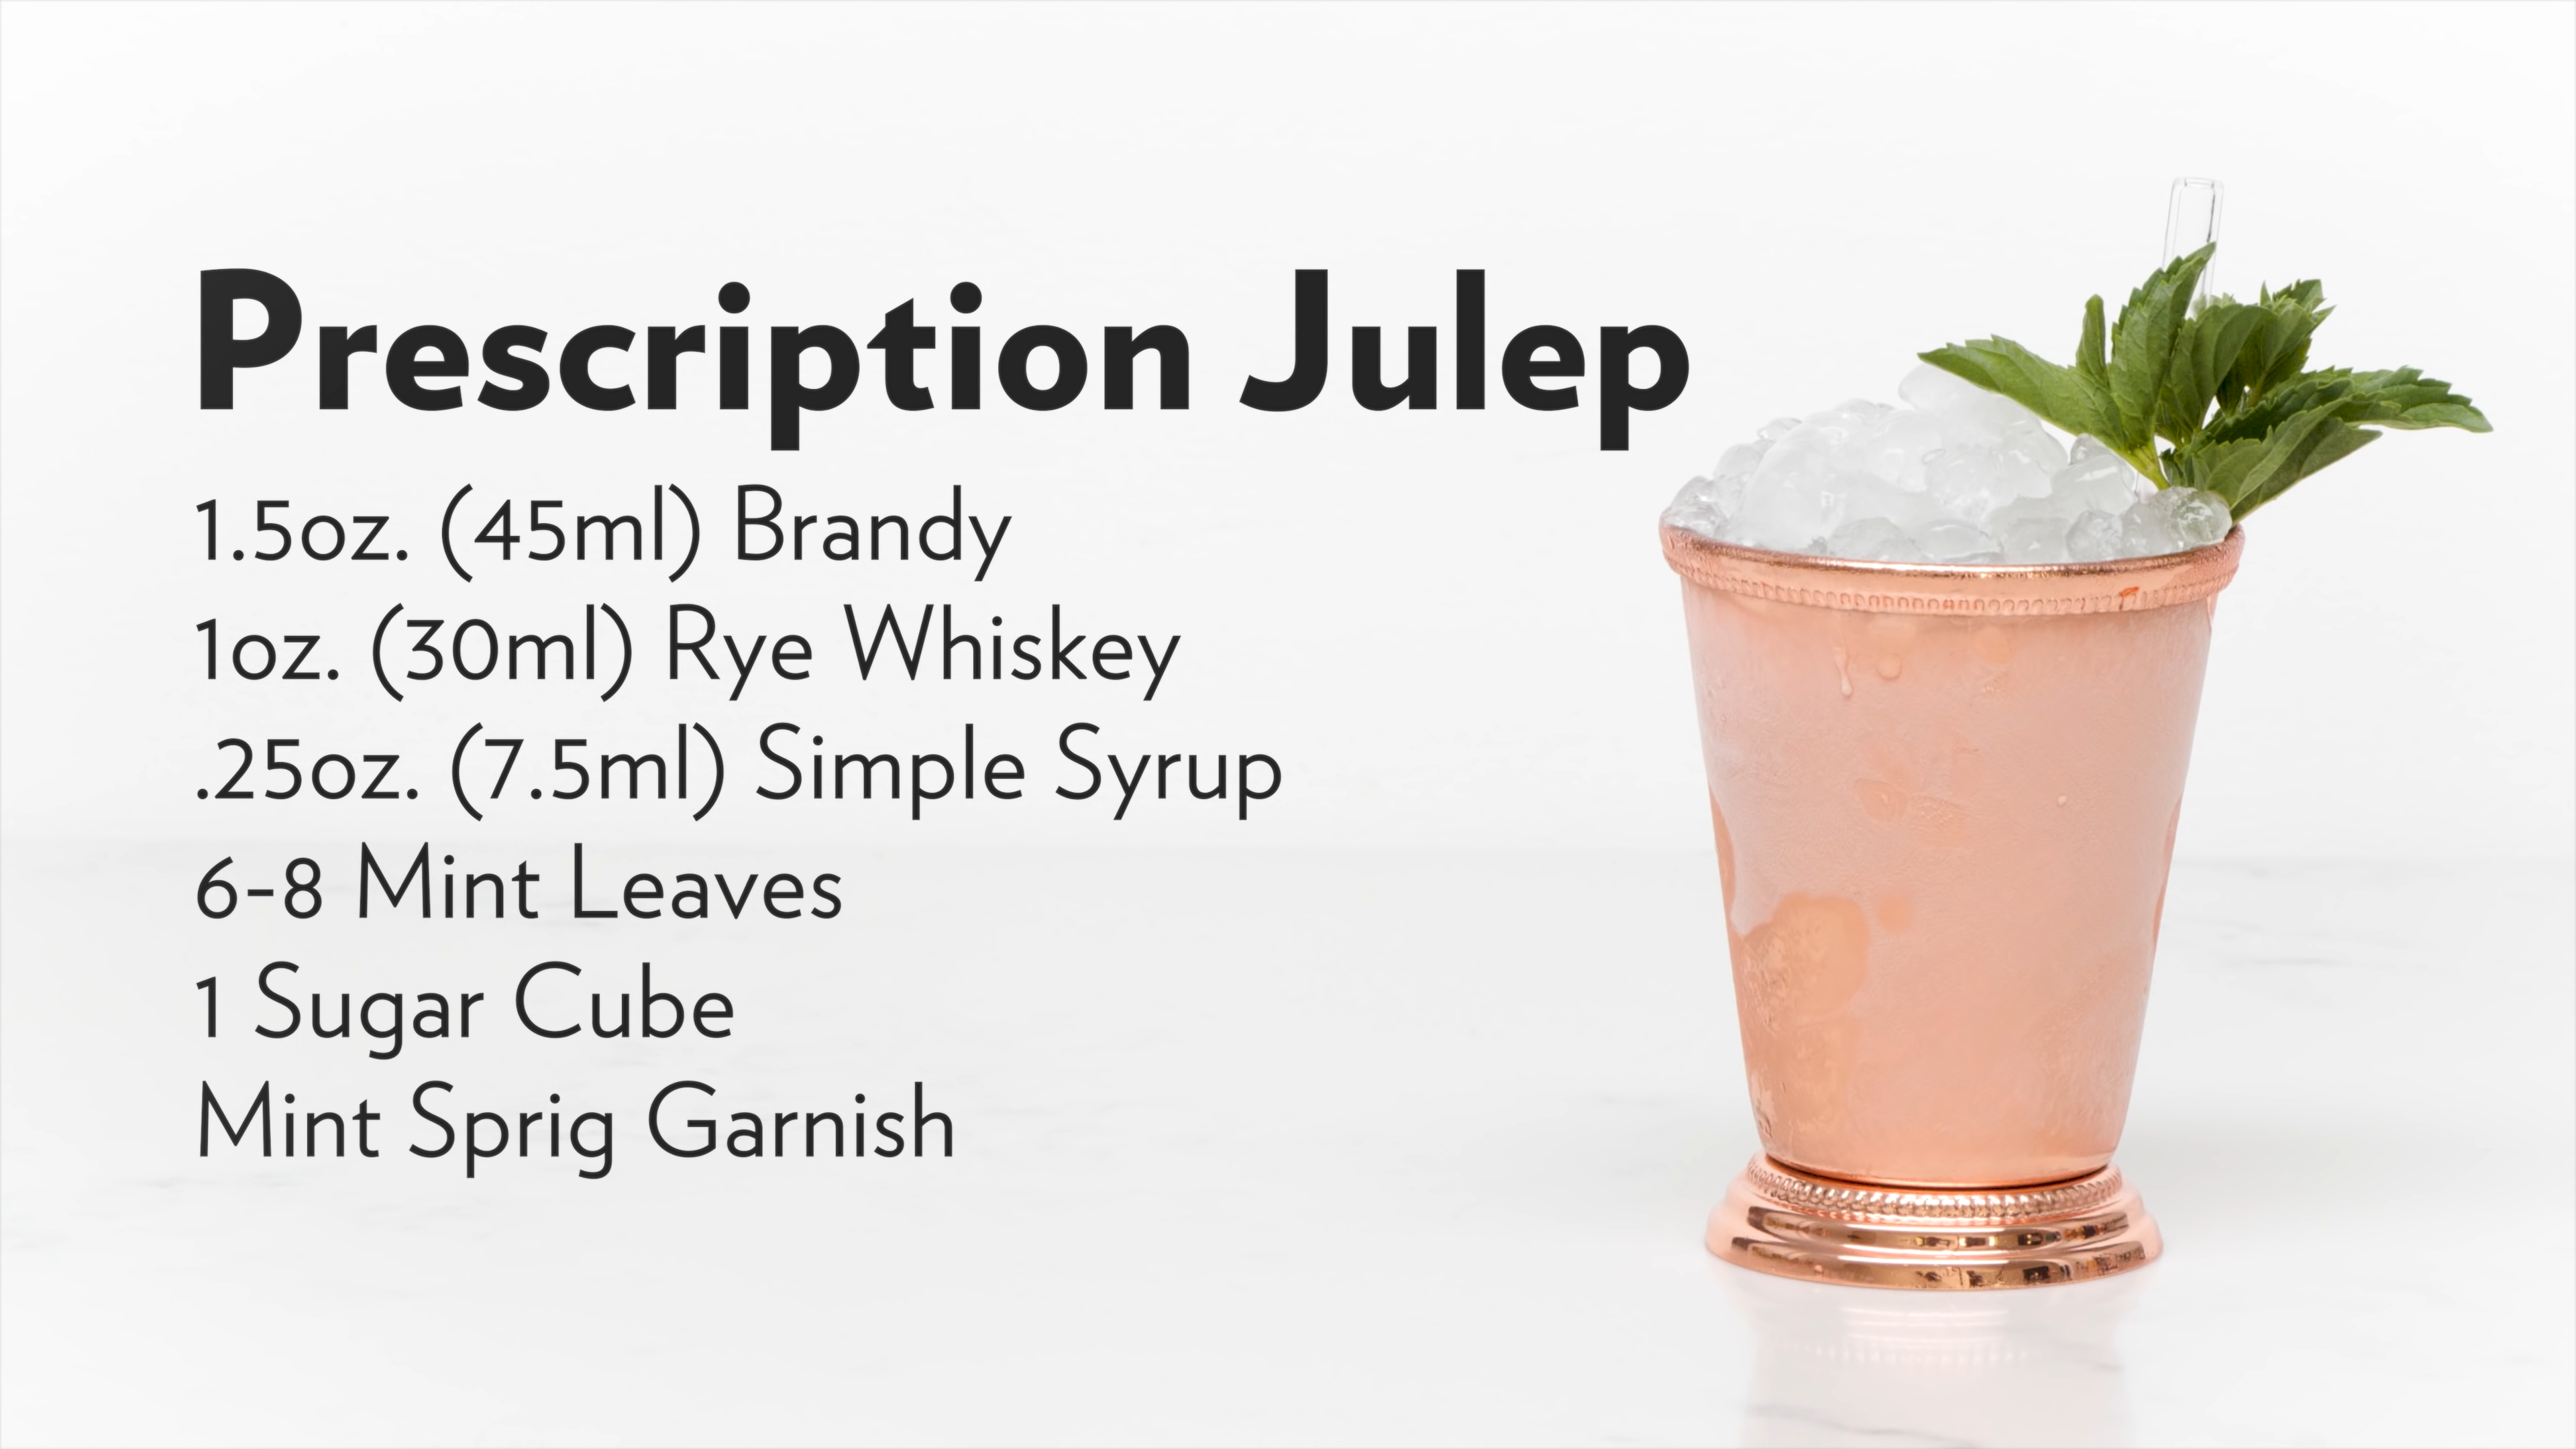 Prescription Julep
1.5oz. (45ml) Brandy
1oz. (30ml) Rye Whiskey
.25oz. (7.5ml) Simple Syrup
6-8 Mint Leaves
1 Sugar Cube
Mint Sprig Garnish